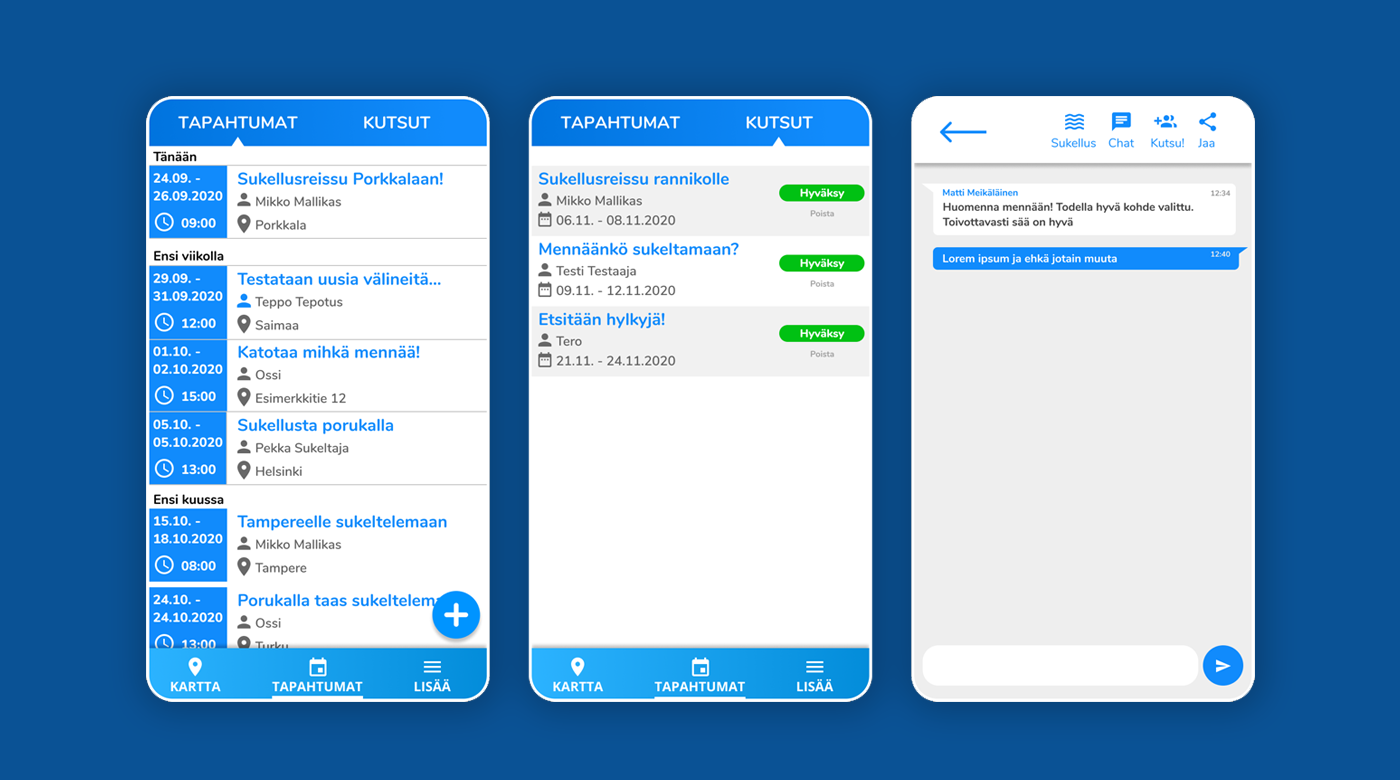 TAPAHTUMAT KUTSUT
Tänään
24.09. -
26.09.2020
09:00
Sukellusreissu Porkkalaan!
Mikko Mallikas
Porkkala
Ensi viikolla
29.09. -
31.09.2020
12:00
Testataan uusia välineitä...
Teppo Tepotus
Saimaa
01.10. -
02.10.2020
15:00
Katotaa mihkä mennää!
Ossi
Esimerkkitie 12
05.10. -
05.10.2020
13:00
Sukellusta porukalla
Pekka Sukeltaja
Helsinki
Ensi kuussa
15.10. -
18.10.2020
08:00
Tampereelle sukeltelemaan
Mikko Mallikas
Tampere
24.10. -
24.10.2020
13:00
Porukalla taas sukeltelema
Ossi
Turku
KARTTA TAPAHTUMAT LISÄÄ
TAPAHTUMAT KUTSUT
Sukellusreissu rannikolle
Mikko Mallikas
06.11. - 08.11.2020
Hyväksy
Poista
Mennäänkö sukeltamaan?
Testi Testaaja
09.11. - 12.11.2020
Hyväksy
Poista
Etsitään hylkyjä!
Tero
21.11. - 24.11.2020
Hyväksy
Poista
KARTTA TAPAHTUMAT LISÄÄ
Sukellus Chat Kutsu! Jaa
Matti Meikäläinen 12:34
Huomenna mennään! Todella hyvä kohde valittu.
Toivottavasti sää on hyvä
Lorem ipsum ja ehkä jotain muuta 12:40